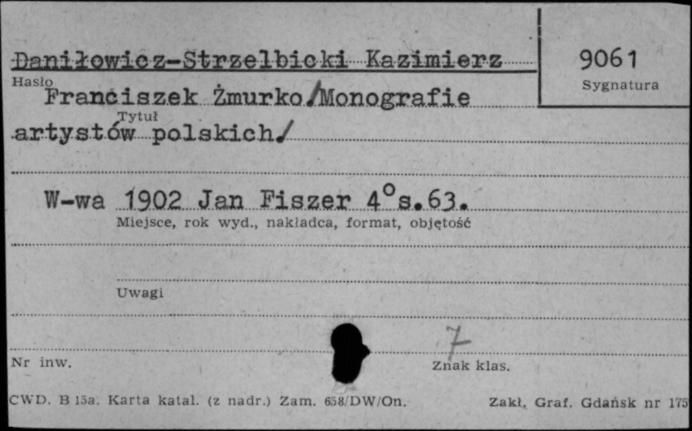 Daniłowicz-Strzelbicki Kazimierz
9061
Hasło
Sygnatura
Franciszek Żmurko/Monografie
Tytuł
artystów polskich/
W-wa 1902 Jan Fiszer 4° s.63.
Miejsce, rok wyd., nakładca, format, objętość
Uwagi
7
Nr inw.
Znak klas.
CWD. B 15a. Karta katal. (z nadr.) Zam. 658/DW/On.
Zakł. Graf. Gdańsk nr 175